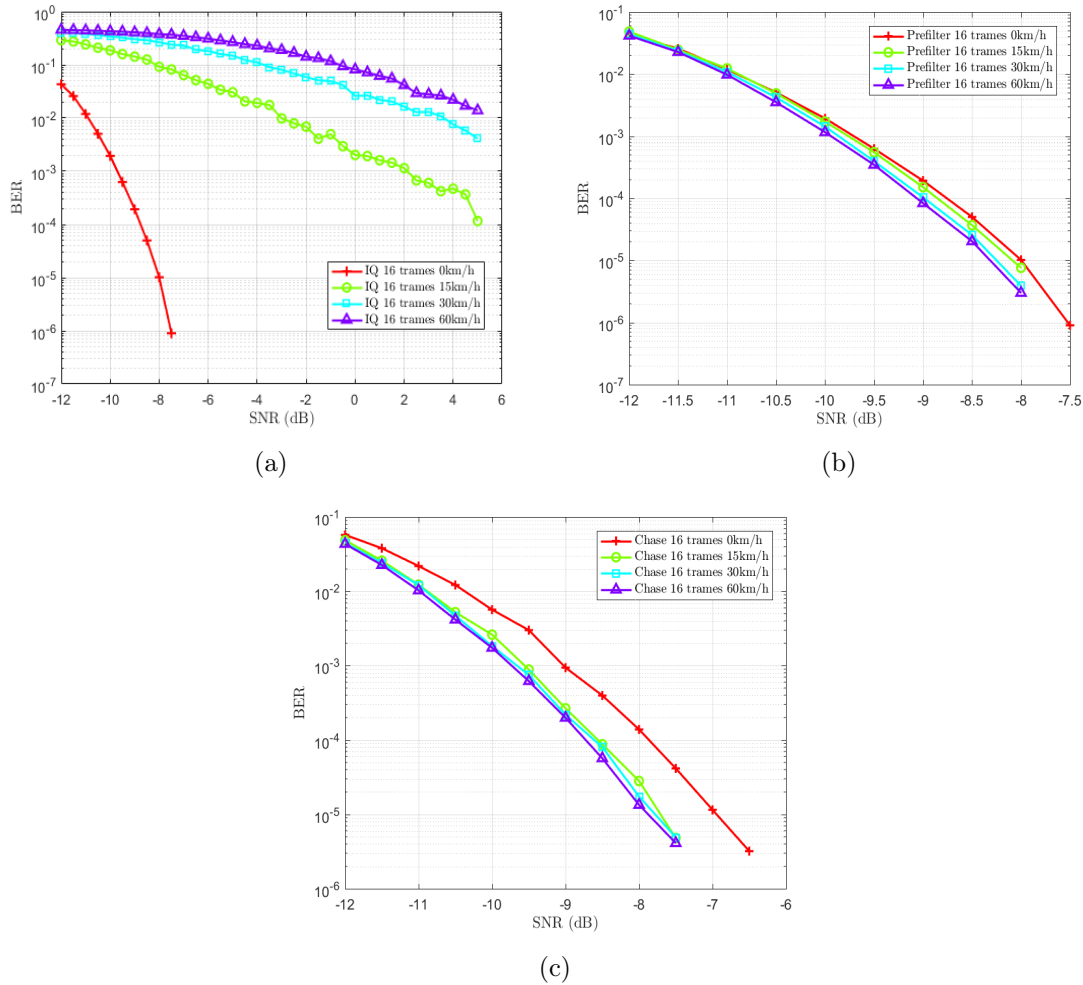 10^0
10^-1
10^-2
10^-3
10^-4
10^-5
10^-6
10^-7
BER
-12 -10 -8 -6 -4 -2 0 2 4 6
SNR (dB)
IQ 16 trames 0km/h
IQ 16 trames 15km/h
IQ 16 trames 30km/h
IQ 16 trames 60km/h
(a)
10^-1
10^-2
10^-3
10^-4
10^-5
10^-6
10^-7
BER
-12 -11.5 -11 -10.5 -10 -9.5 -9 -8.5 -8 -7.5
SNR (dB)
Prefilter 16 trames 0km/h
Prefilter 16 trames 15km/h
Prefilter 16 trames 30km/h
Prefilter 16 trames 60km/h
(b)
10^-1
10^-2
10^-3
10^-4
10^-5
10^-6
BER
-12 -11 -10 -9 -8 -7 -6
SNR (dB)
Chase 16 trames 0km/h
Chase 16 trames 15km/h
Chase 16 trames 30km/h
Chase 16 trames 60km/h
(c)